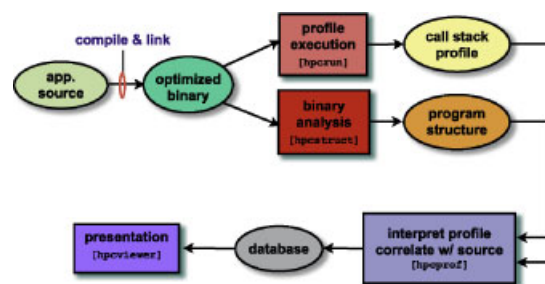 compile & link
app.
source
optimized
binary
profile
execution
[hpcrun]
call stack
profile
binary
analysis
[hpcstruct]
program
structure
presentation
[hpcviewer]
database
interpret profile
correlate w/ source
[hpcprof]